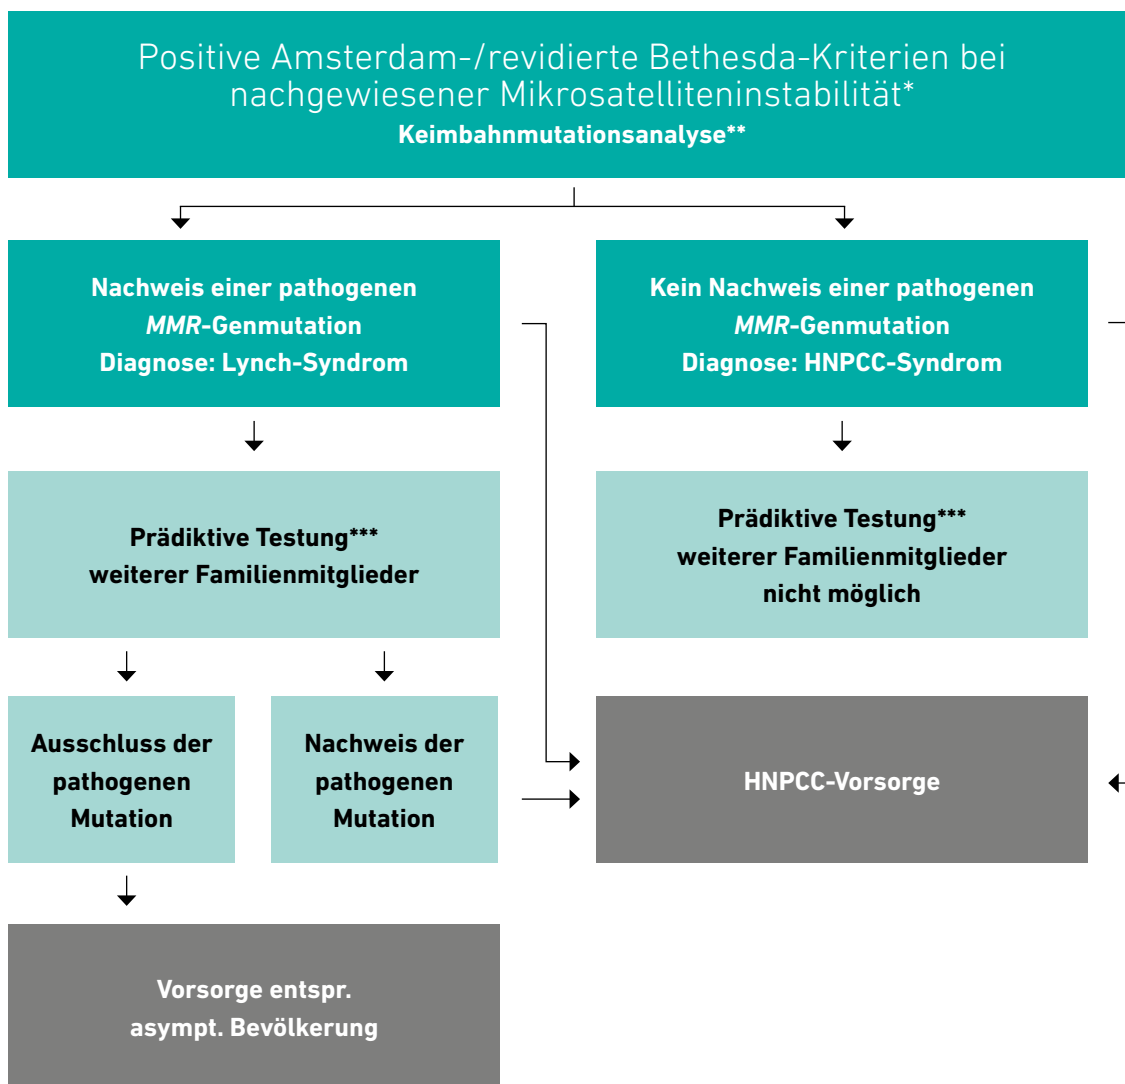 Positive Amsterdam-/revidierte Bethesda-Kriterien bei
nachgewiesener Mikrosatelliteninstabilität*
Keimbahnmutationsanalyse**
Nachweis einer pathogenen
MMR-Genmutation
Diagnose: Lynch-Syndrom
Kein Nachweis einer pathogenen
MMR-Genmutation
Diagnose: HNPCC-Syndrom
Prädiktive Testung***
weiterer Familienmitglieder
Prädiktive Testung***
weiterer Familienmitglieder
nicht möglich
Ausschluss der
pathogenen
Mutation
Nachweis der
pathogenen
Mutation
HNPCC-Vorsorge
Vorsorge entspr.
asympt. Bevölkerung